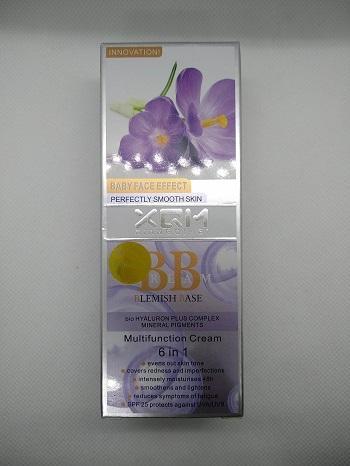 INNOVATION!
BABY FACE EFFECT
PERFECTLY SMOOTH SKIN
XQM
BB
BLEMISH BASE
bio HYALURON PLUS COMPLEX
MINERAL PIGMENTS
Multifunction Cream
6 in 1
evens out skin tone
covers redness and imperfections
intensely moisturises 48h
smoothens and lightens
reduces symptoms of fatigue
SPF 25 protects against UVA/UVB